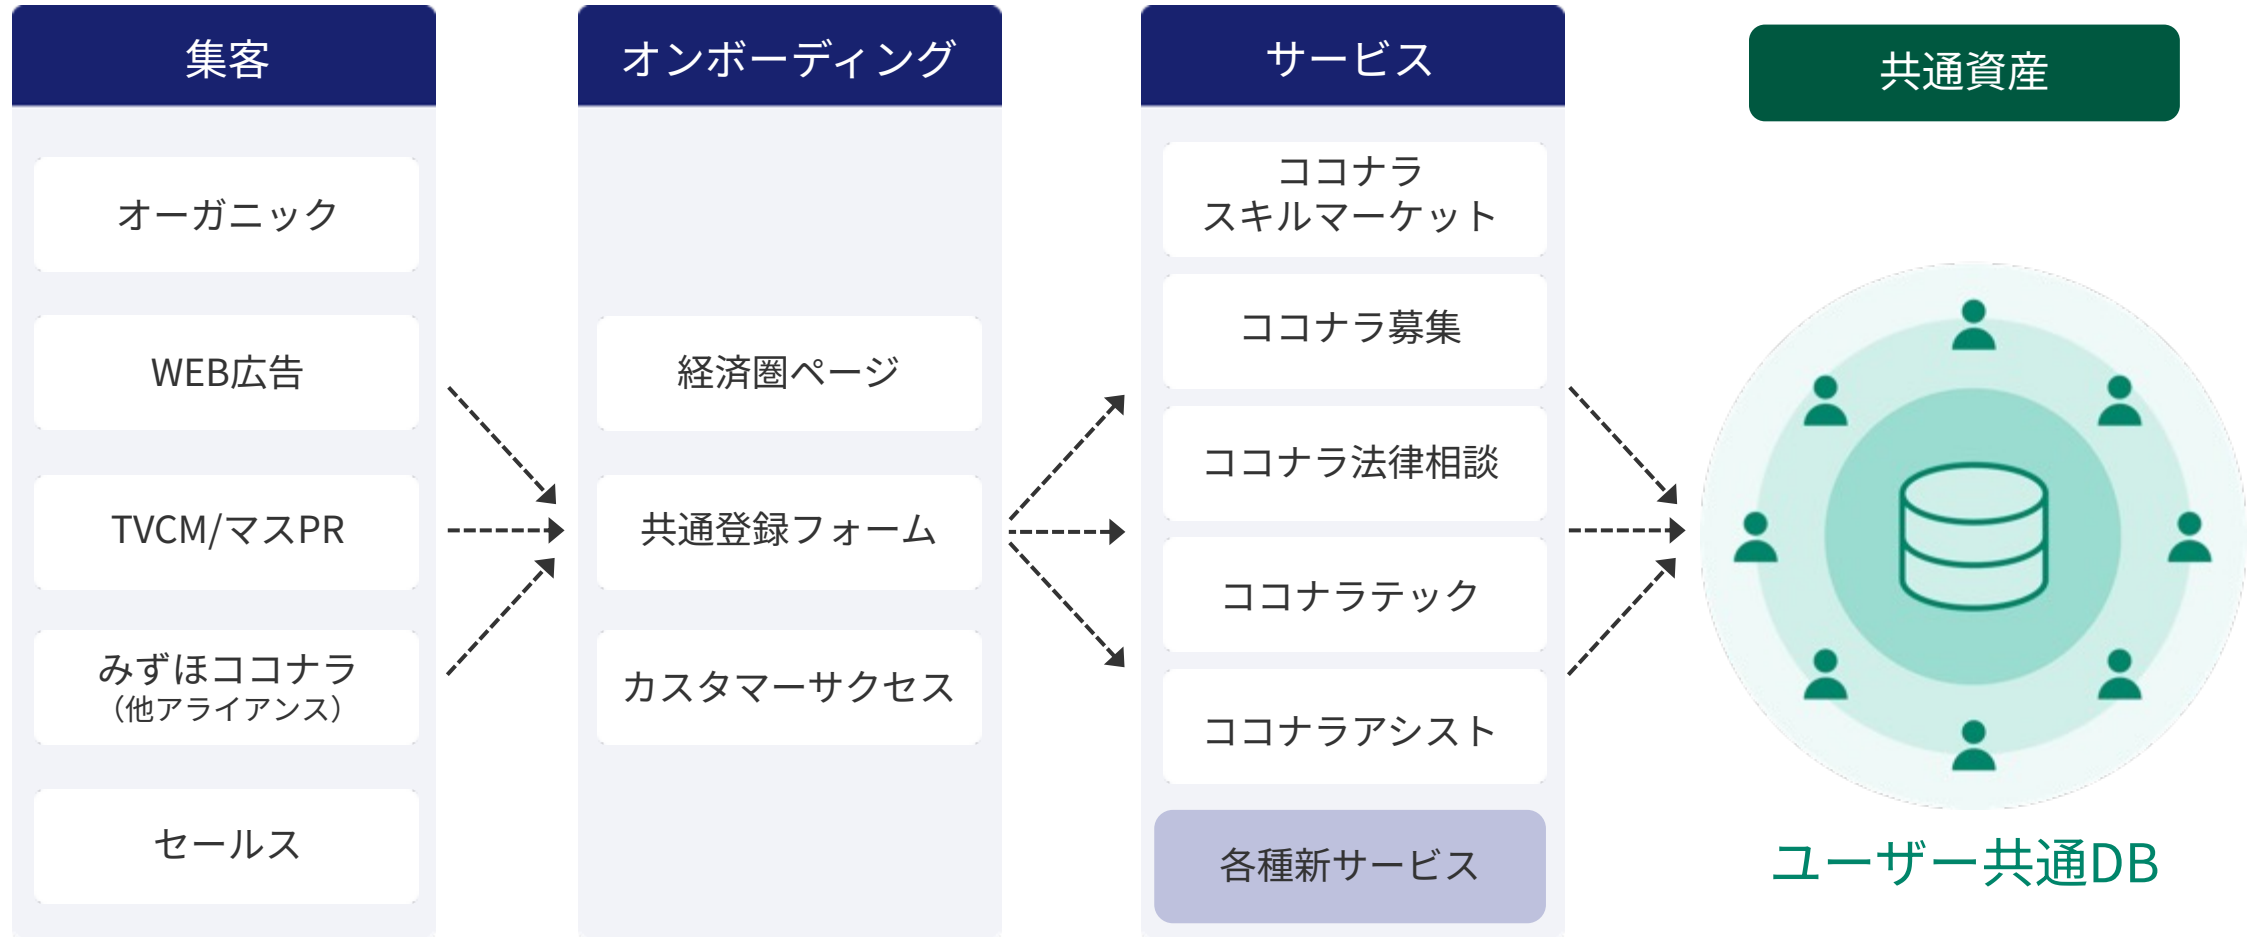 集客
オーガニック
WEB広告
TVCM/マスPR
みずほココナラ
（他アライアンス）
セールス
オンボーディング
経済圏ページ
共通登録フォーム
カスタマーサクセス
サービス
ココナラ
スキルマーケット
ココナラ募集
ココナラ法律相談
ココナラテック
ココナラアシスト
各種新サービス
共通資産
ユーザー共通DB